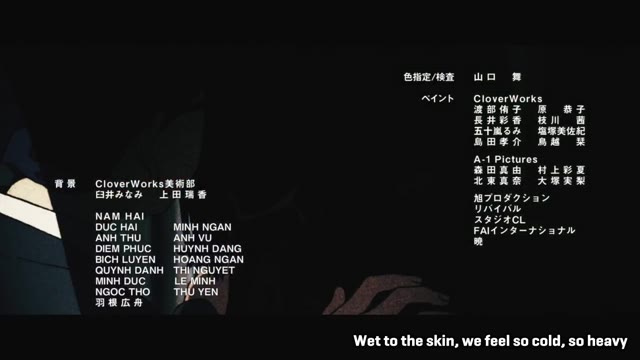 色指定/検査 山口 舞
ペイント CloverWorks
渡部侑子 原 恭子
長井彩香 枝川 茜
五十嵐るみ 塩塚美佐紀
島田孝介 鳥越 栞
A-1 Pictures
森田真由 村上彩夏
北東真奈 大塚実梨
旭プロダクション
リバイバル
スタジオCL
FAIインターナショナル
暁
背景 CloverWorks美術部
臼井みなみ 上田瑞香
NAM HAI
DUC HAI MINH NGAN
ANH THU ANH VU
DIEM PHUC HUYNH DANG
BICH LUYEN HOANG NGAN
QUYNH DANH THI NGUYET
MINH DUC LE MINH
NGOC THO THU YEN
羽根広舟
Wet to the skin, we feel so cold, so heavy